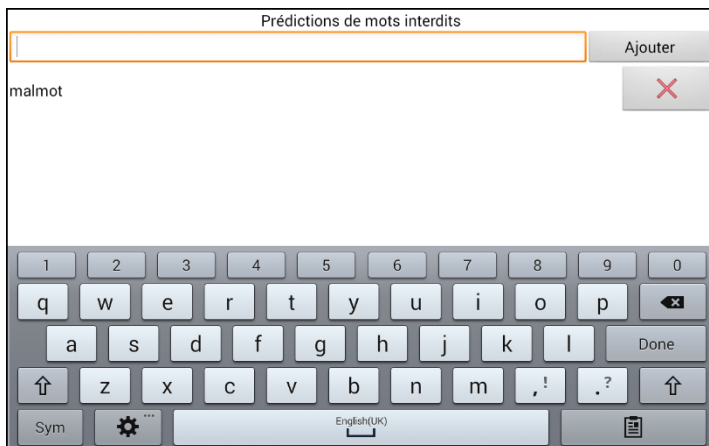 Prédictions de mots interdits
Ajouter
malmot
1 2 3 4 5 6 7 8 9 0
q w e r t y u i o p
a s d f g h j k l Done
z x c v b n m , ! . ?
Sym ... English(UK)